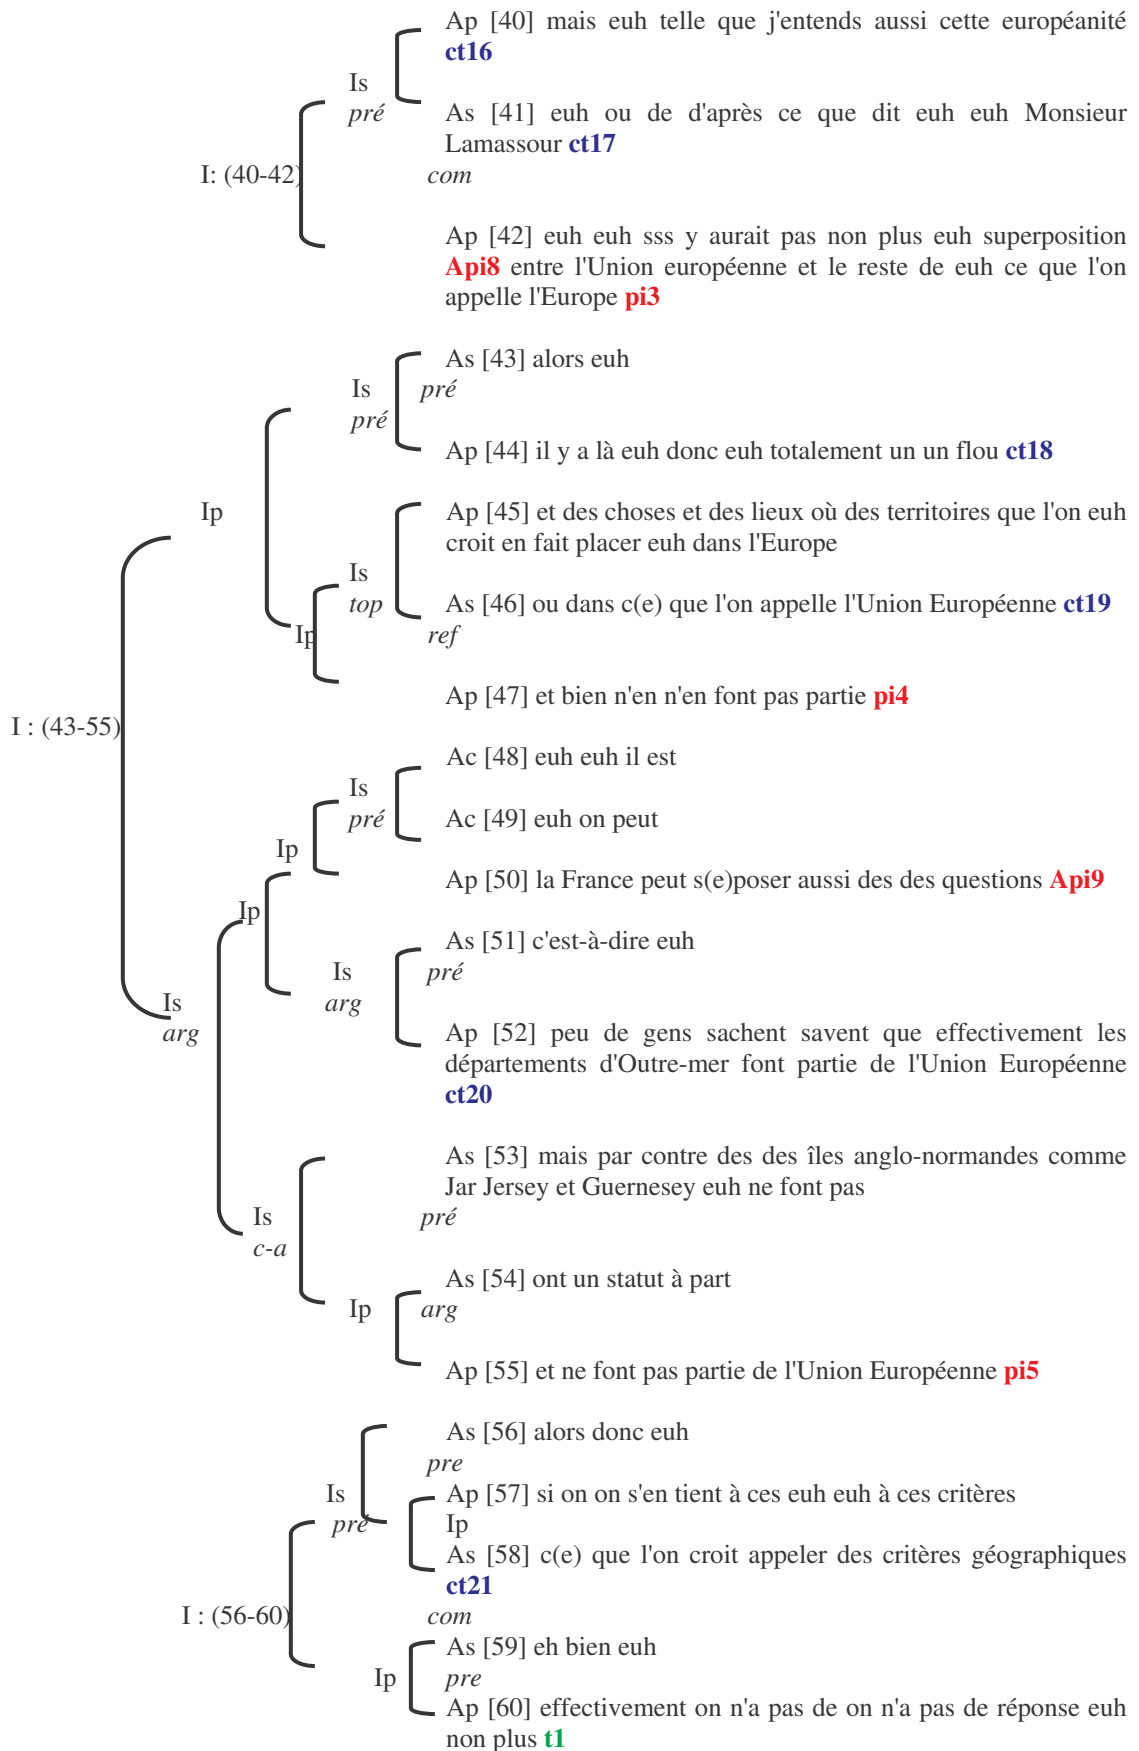 Ap [40] mais euh telle que j'entends aussi cette européanité
ct16
Is
pré
As [41] euh ou de d'après ce que dit euh euh Monsieur
Lamassour ct17
I: (40-42)
com
Ap [42] euh euh sss y aurait pas non plus euh superposition
Api8 entre l'Union européenne et le reste de euh ce que l'on
appelle l'Europe pi3
As [43] alors euh
Is
pré
pré
Ap [44] il y a là euh donc euh totalement un un flou ct18
Ip
Ap [45] et des choses et des lieux où des territoires que l'on euh
croit en fait placer euh dans l'Europe
Is
top
As [46] ou dans c(e) que l'on appelle l'Union Européenne ct19
Ip
ref
Ap [47] et bien n'en n'en font pas partie pi4
I : (43-55)
Ac [48] euh euh il est
Is
pré
Ac [49] euh on peut
Ip
Ap [50] la France peut s(e)poser aussi des des questions Api9
Ip
As [51] c'est-à-dire euh
Is
pré
arg
Is
arg
Ap [52] peu de gens sachent savent que effectivement les
départements d'Outre-mer font partie de l'Union Européenne
ct20
As [53] mais par contre des des îles anglo-normandes comme
Jar Jersey et Guernesey euh ne font pas
Is
pré
c-a
As [54] ont un statut à part
Ip
arg
Ap [55] et ne font pas partie de l'Union Européenne pi5
As [56] alors donc euh
pre
Is
pré
Ap [57] si on on s'en tient à ces euh euh à ces critères
Ip
As [58] c(e) que l'on croit appeler des critères géographiques
ct21
I : (56-60)
com
As [59] eh bien euh
Ip
pre
Ap [60] effectivement on n'a pas de on n'a pas de réponse euh
non plus t1